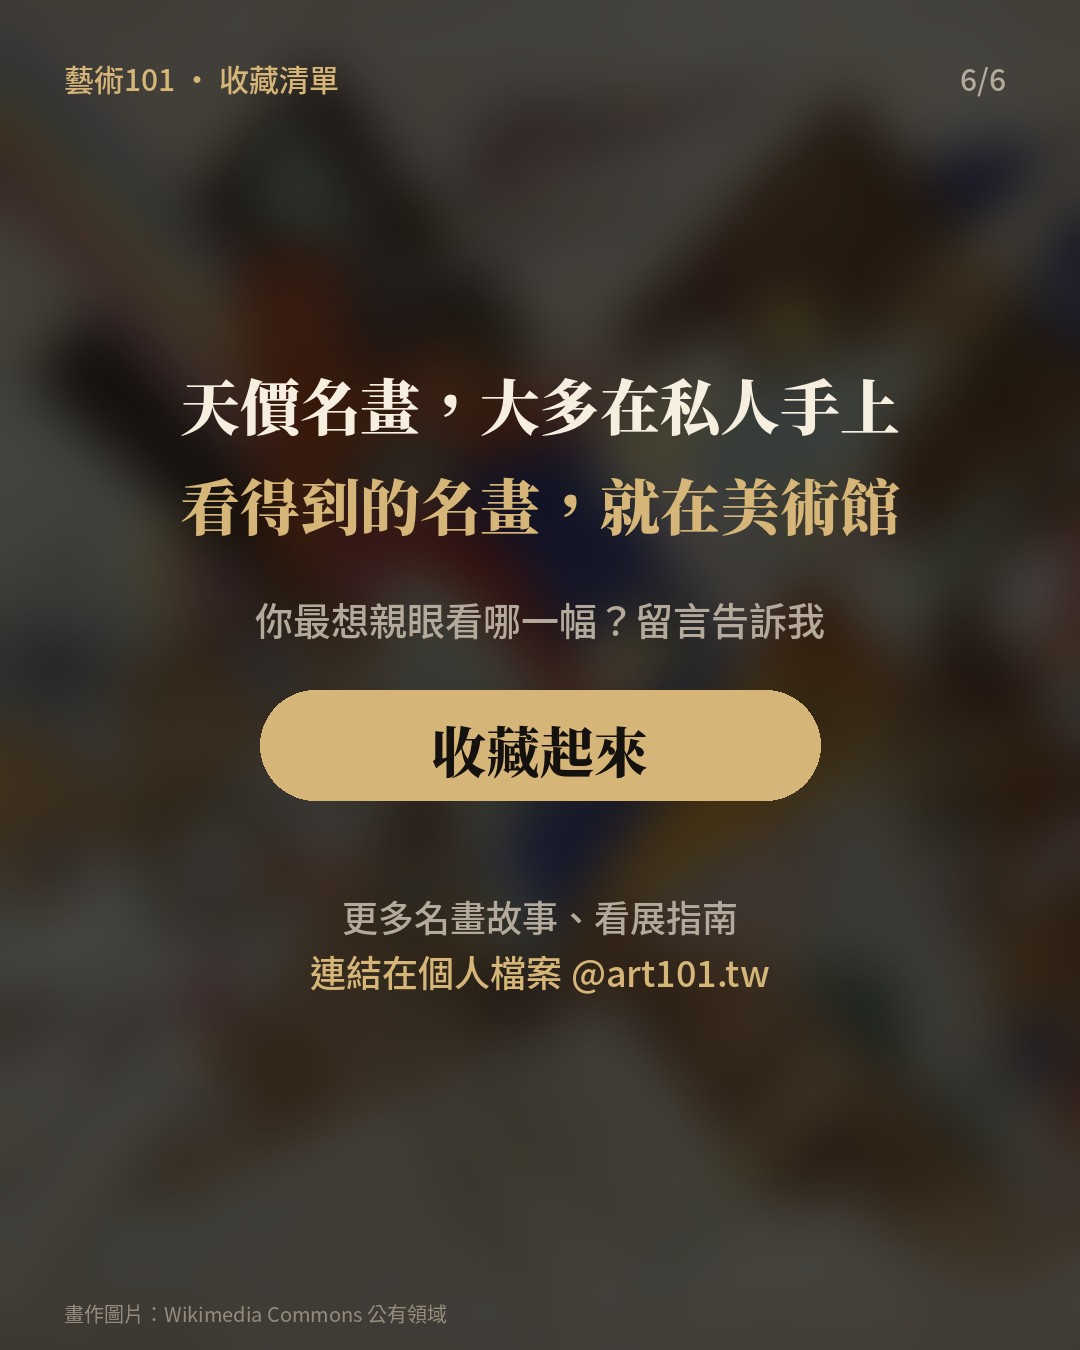 藝術101 · 收藏清單
6/6
天價名畫，大多在私人手上
看得到的名畫，就在美術館
你最想親眼看哪一幅？留言告訴我
收藏起來
更多名畫故事、看展指南
連結在個人檔案 @art101.tw
畫作圖片：Wikimedia Commons 公有領域